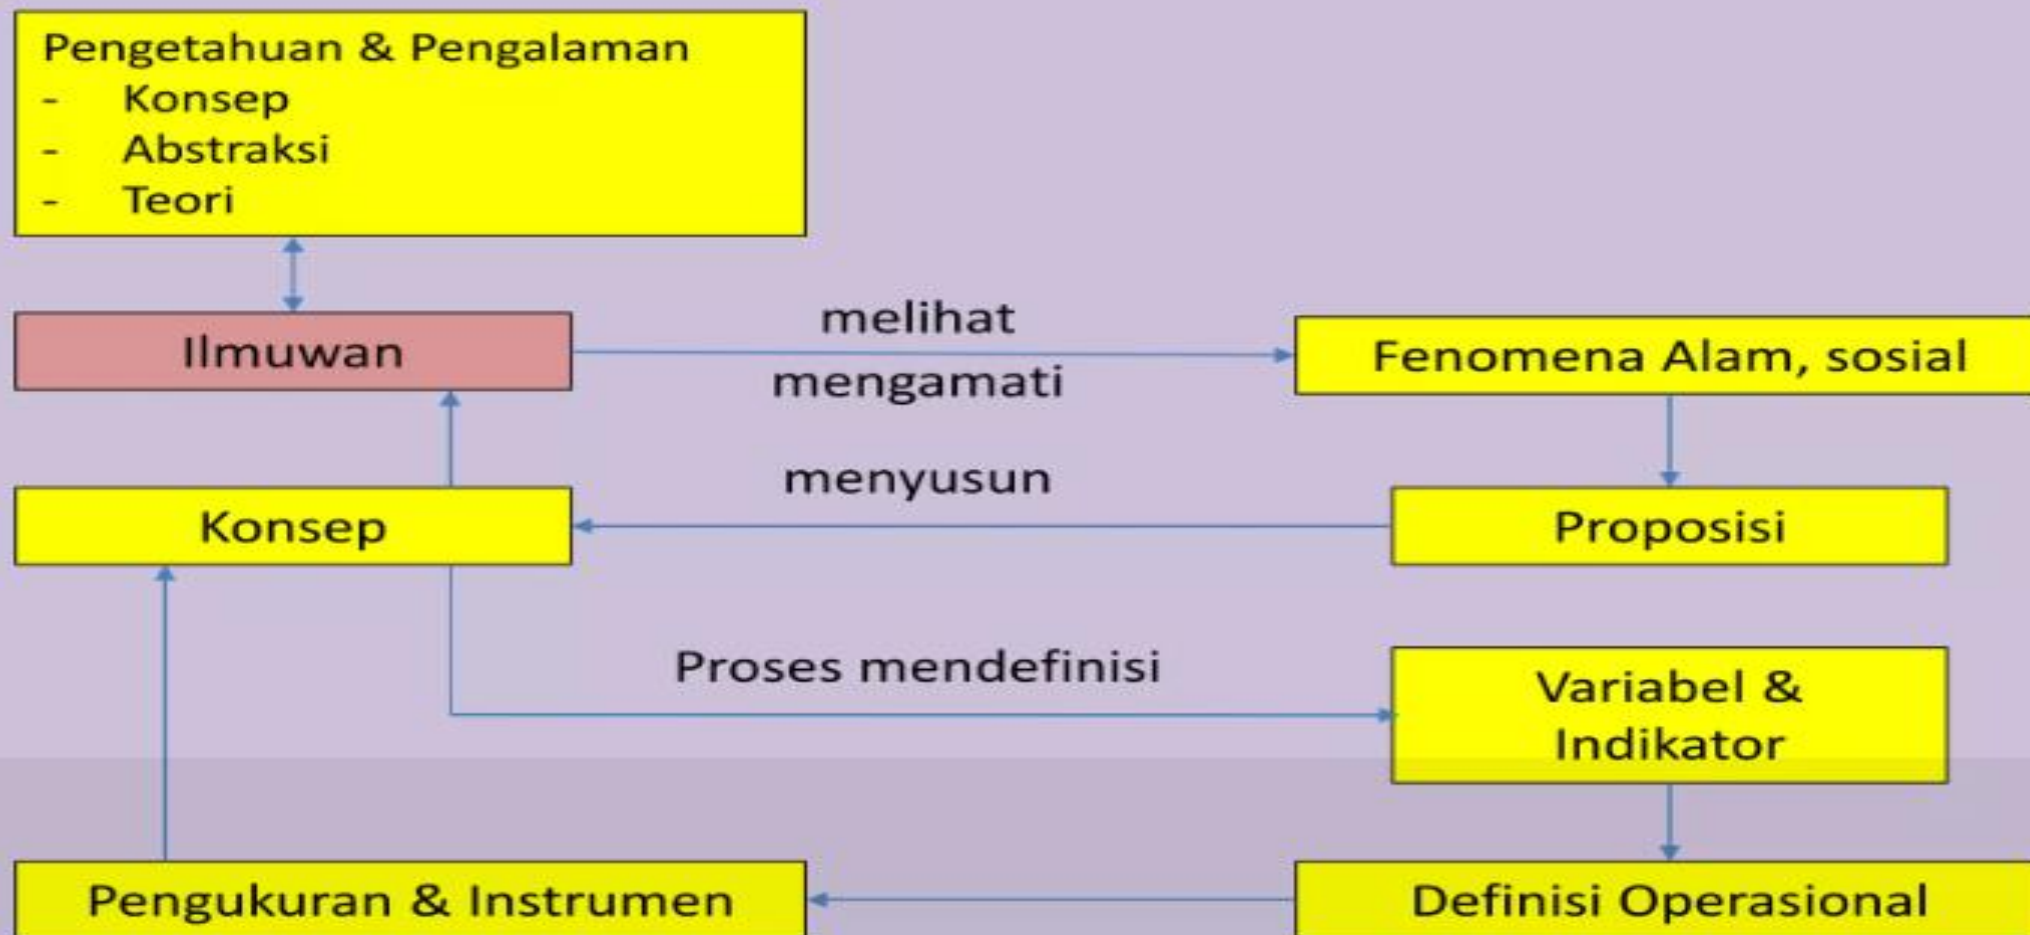 Pengetahuan & Pengalaman
- Konsep
- Abstraksi
- Teori
Ilmuwan
melihat
mengamati
Fenomena Alam, sosial
Konsep
menyusun
Proposisi
Proses mendefinisi
Variabel &
Indikator
Pengukuran & Instrumen
Definisi Operasional